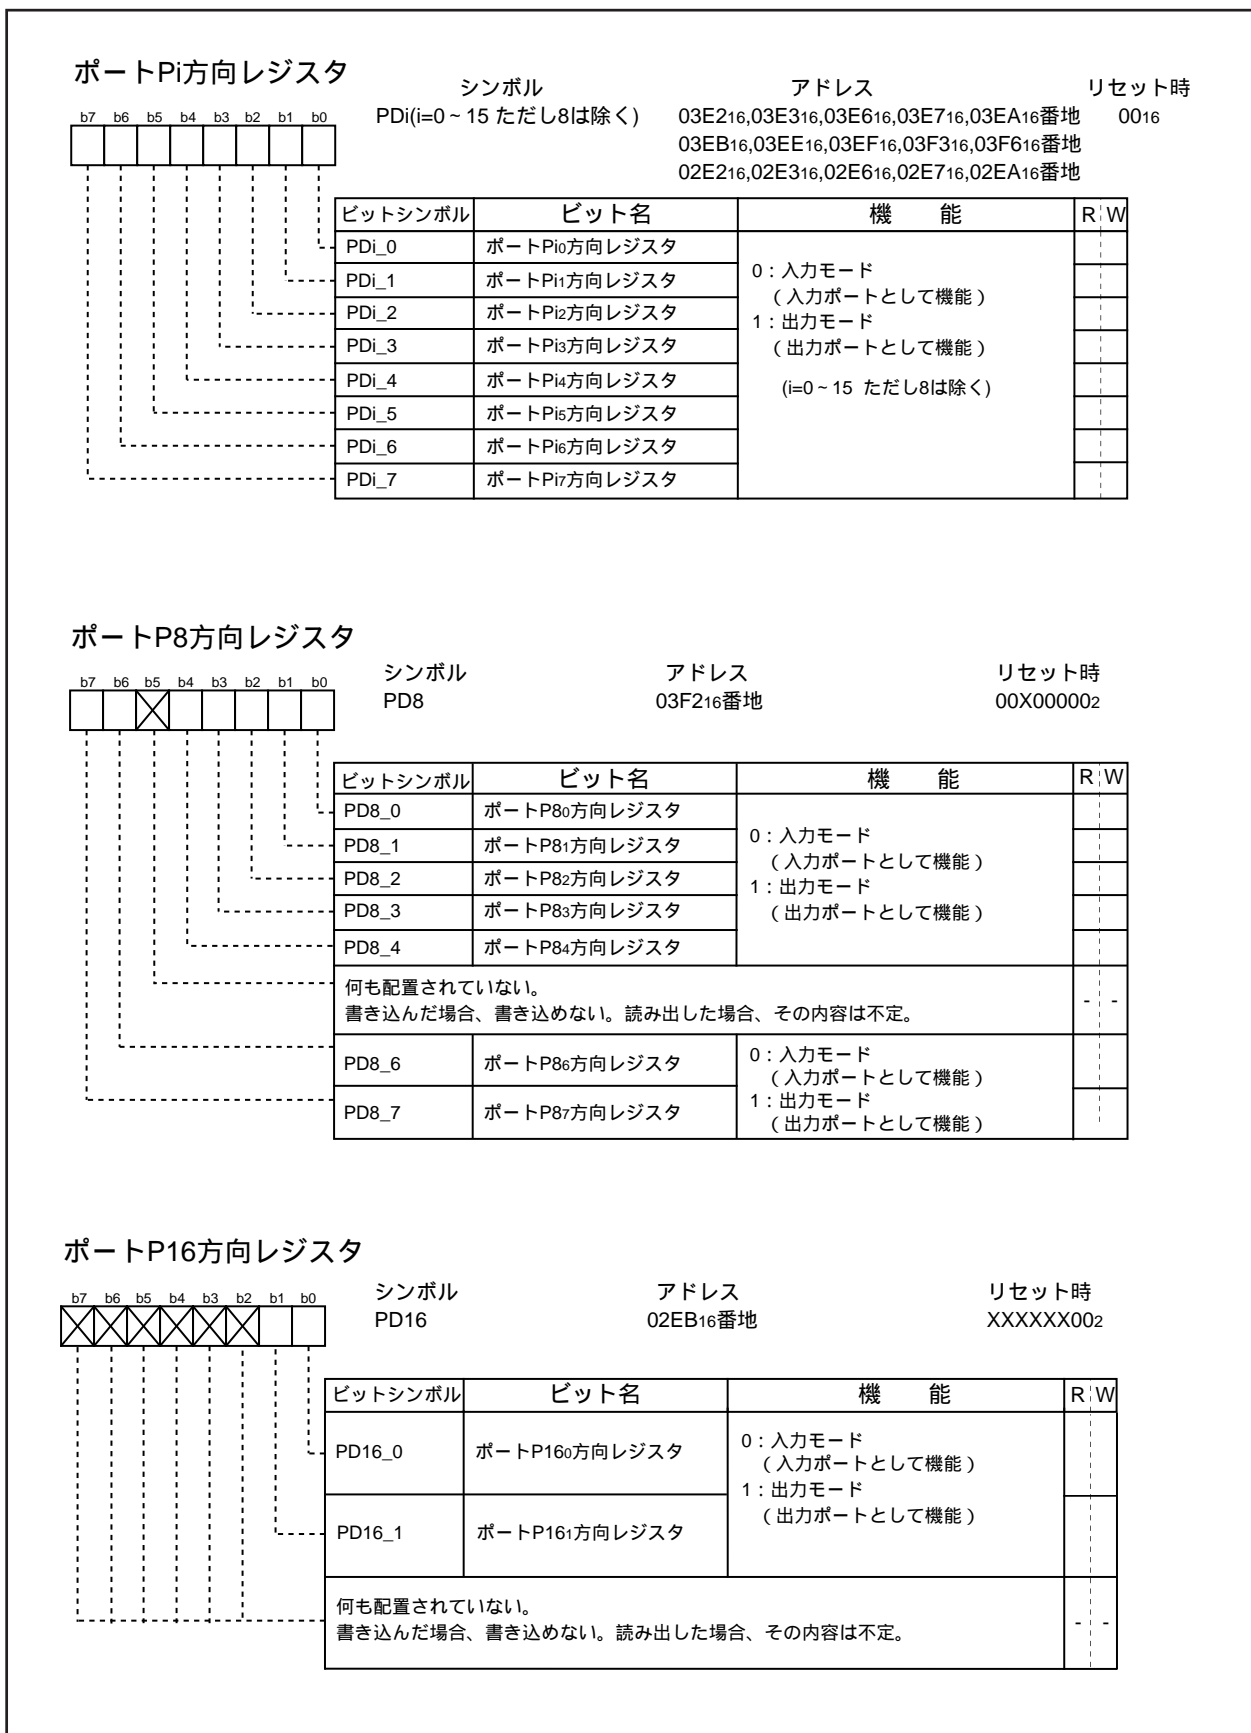 ポートPi方向レジスタ
シンボル アドレス リセット時
b7 b6 b5 b4 b3 b2 b1 b0
PDi(i=0~15 ただし8は除く) 03E216,03E316,03E616,03E716,03EA16番地 0016
03EB16,03EE16,03EF16,03F316,03F616番地
02E216,02E316,02E616,02E716,02EA16番地
ビットシンボル ビット名 機 能 R W
PDi_0 ポートPi0方向レジスタ
PDi_1 ポートPi1方向レジスタ
PDi_2 ポートPi2方向レジスタ
PDi_3 ポートPi3方向レジスタ
PDi_4 ポートPi4方向レジスタ
PDi_5 ポートPi5方向レジスタ
PDi_6 ポートPi6方向レジスタ
PDi_7 ポートPi7方向レジスタ
0:入力モード
(入力ポートとして機能)
1:出力モード
(出力ポートとして機能)
(i=0~15 ただし8は除く)
ポートP8方向レジスタ
シンボル アドレス リセット時
b7 b6 b5 b4 b3 b2 b1 b0
PD8 03F216番地 00X000002
ビットシンボル ビット名 機 能 R W
PD8_0 ポートP80方向レジスタ
PD8_1 ポートP81方向レジスタ
PD8_2 ポートP82方向レジスタ
PD8_3 ポートP83方向レジスタ
PD8_4 ポートP84方向レジスタ
0:入力モード
(入力ポートとして機能)
1:出力モード
(出力ポートとして機能)
何も配置されていない。
書き込んだ場合、書き込めない。読み出した場合、その内容は不定。 - -
PD8_6 ポートP86方向レジスタ
PD8_7 ポートP87方向レジスタ
0:入力モード
(入力ポートとして機能)
1:出力モード
(出力ポートとして機能)
ポートP16方向レジスタ
シンボル アドレス リセット時
b7 b6 b5 b4 b3 b2 b1 b0
PD16 02EB16番地 XXXXXX002
ビットシンボル ビット名 機 能 R W
PD16_0 ポートP160方向レジスタ
PD16_1 ポートP161方向レジスタ
0:入力モード
(入力ポートとして機能)
1:出力モード
(出力ポートとして機能)
何も配置されていない。
書き込んだ場合、書き込めない。読み出した場合、その内容は不定。 - -